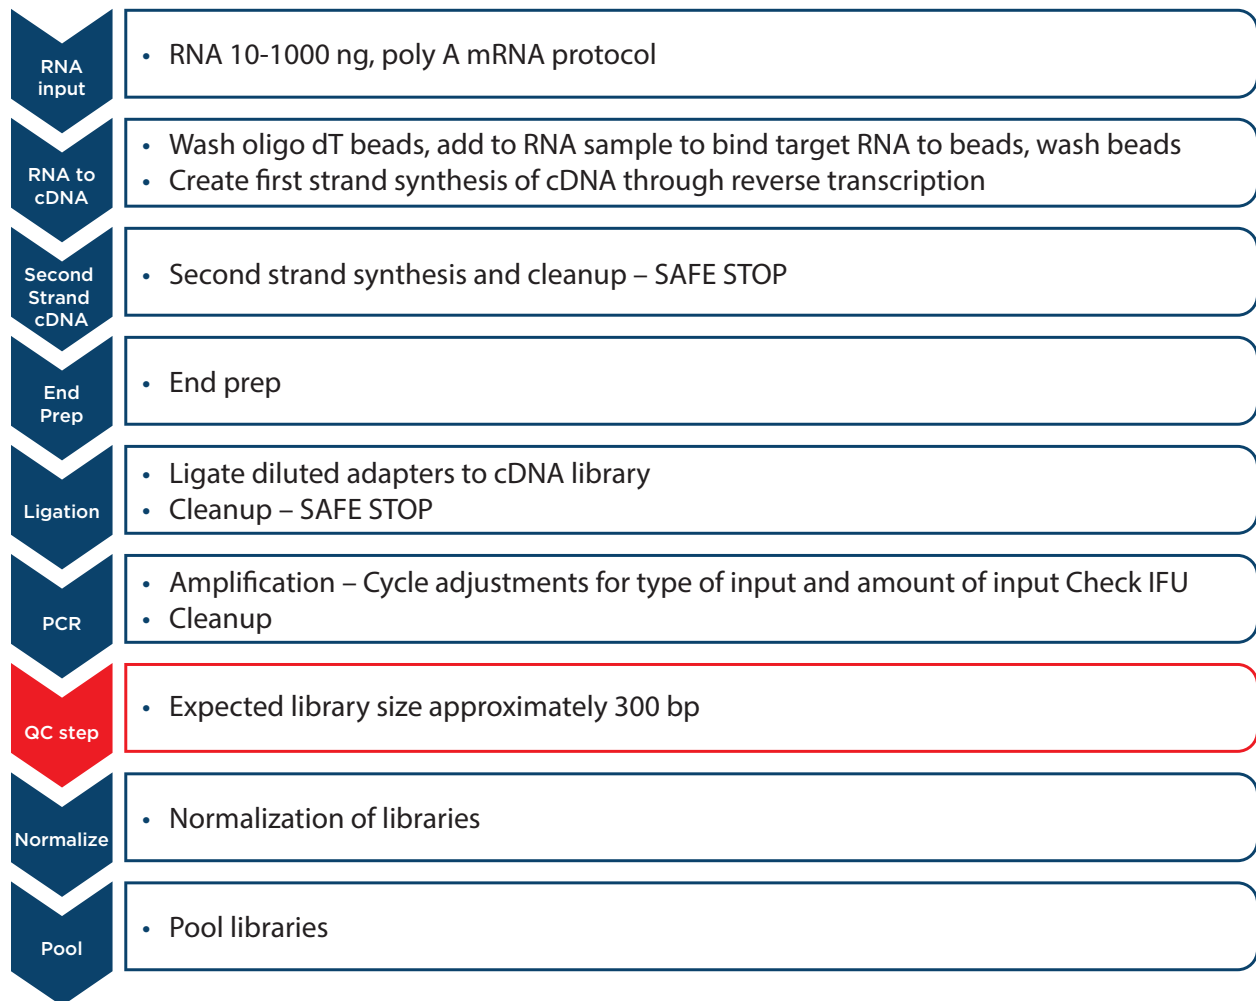 RNA
input
• RNA 10-1000 ng, poly A mRNA protocol
RNA to
cDNA
• Wash oligo dT beads, add to RNA sample to bind target RNA to beads, wash beads
• Create first strand synthesis of cDNA through reverse transcription
Second
Strand
cDNA
• Second strand synthesis and cleanup – SAFE STOP
End
Prep
• End prep
Ligation
• Ligate diluted adapters to cDNA library
• Cleanup – SAFE STOP
PCR
• Amplification – Cycle adjustments for type of input and amount of input Check IFU
• Cleanup
QC step
• Expected library size approximately 300 bp
Normalize
• Normalization of libraries
Pool
• Pool libraries